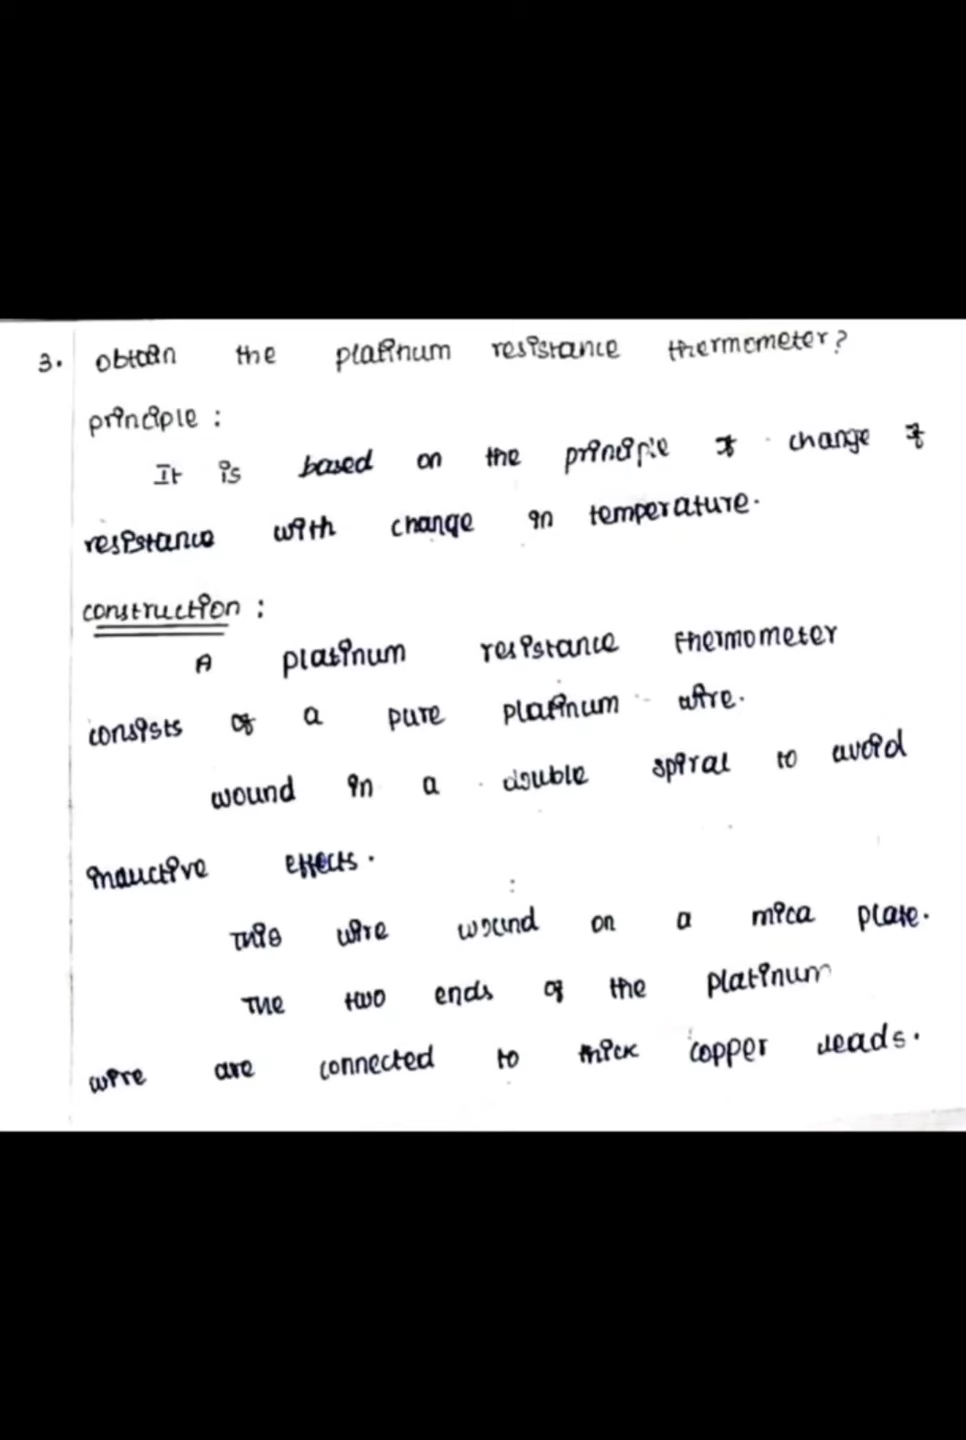 3. obtain the platinum resistance thermometer?
principle :
It is based on the principle of change of
resistance with change in temperature.
construction :
A platinum resistance thermometer
consists of a pure platinum wire.
wound in a double spiral to avoid
inductive effects.
This wire wound on a mica plate.
The two ends of the platinum
wire are connected to thick copper leads.